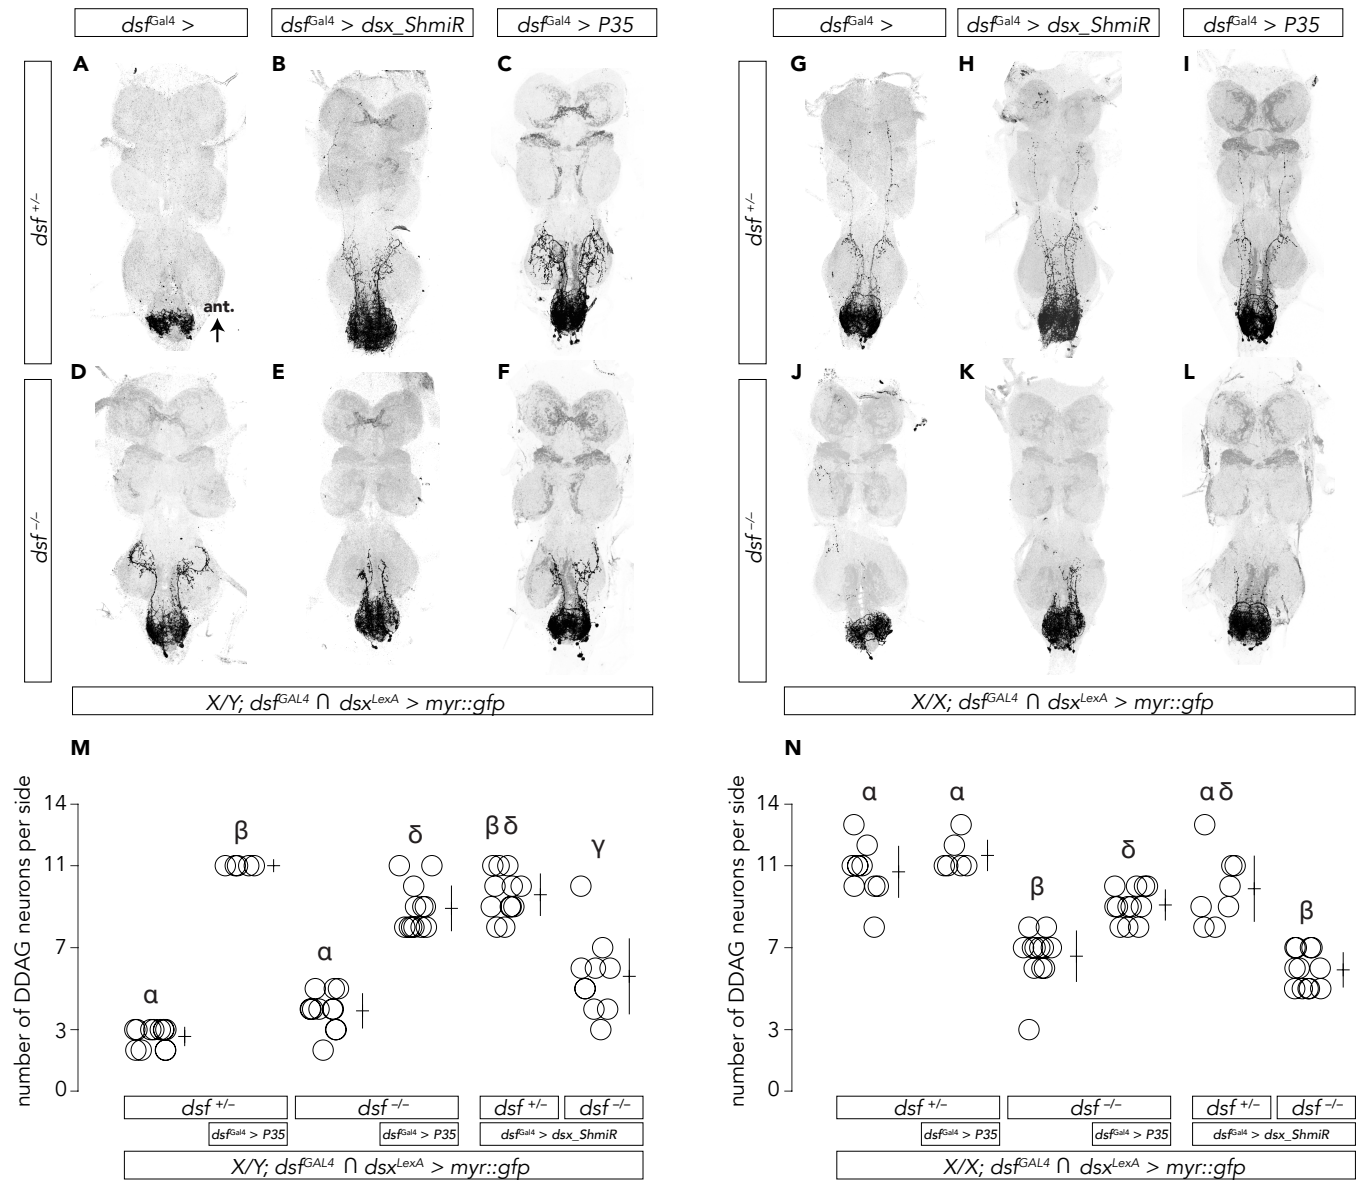 dsfGal4 >
dsfGal4 > dsx_ShmiR
dsfGal4 > P35
dsfGal4 >
dsfGal4 > dsx_ShmiR
dsfGal4 > P35
A
B
C
G
H
I
dsf +/–
dsf +/–
ant.
D
E
F
J
K
L
dsf –/–
dsf –/–
X/Y; dsfGAL4 ∩ dsxLexA > myr::gfp
X/X; dsfGAL4 ∩ dsxLexA > myr::gfp
M
number of DDAG neurons per side
14
11
7
3
0
α
β
α
δ
βδ
γ
dsf +/–
dsf –/–
dsf +/–
dsf –/–
dsfGal4 > P35
dsfGal4 > P35
dsfGal4 > dsx_ShmiR
X/Y; dsfGAL4 ∩ dsxLexA > myr::gfp
N
number of DDAG neurons per side
14
11
7
3
0
α
α
β
δ
αδ
β
dsf +/–
dsf –/–
dsf +/–
dsf –/–
dsfGal4 > P35
dsfGal4 > P35
dsfGal4 > dsx_ShmiR
X/X; dsfGAL4 ∩ dsxLexA > myr::gfp